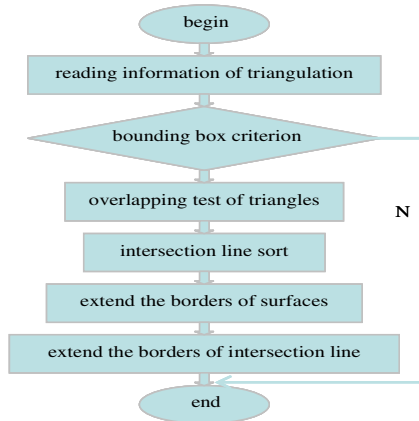 begin
reading information of triangulation
bounding box criterion
overlapping test of triangles
N
intersection line sort
extend the borders of surfaces
extend the borders of intersection line
end